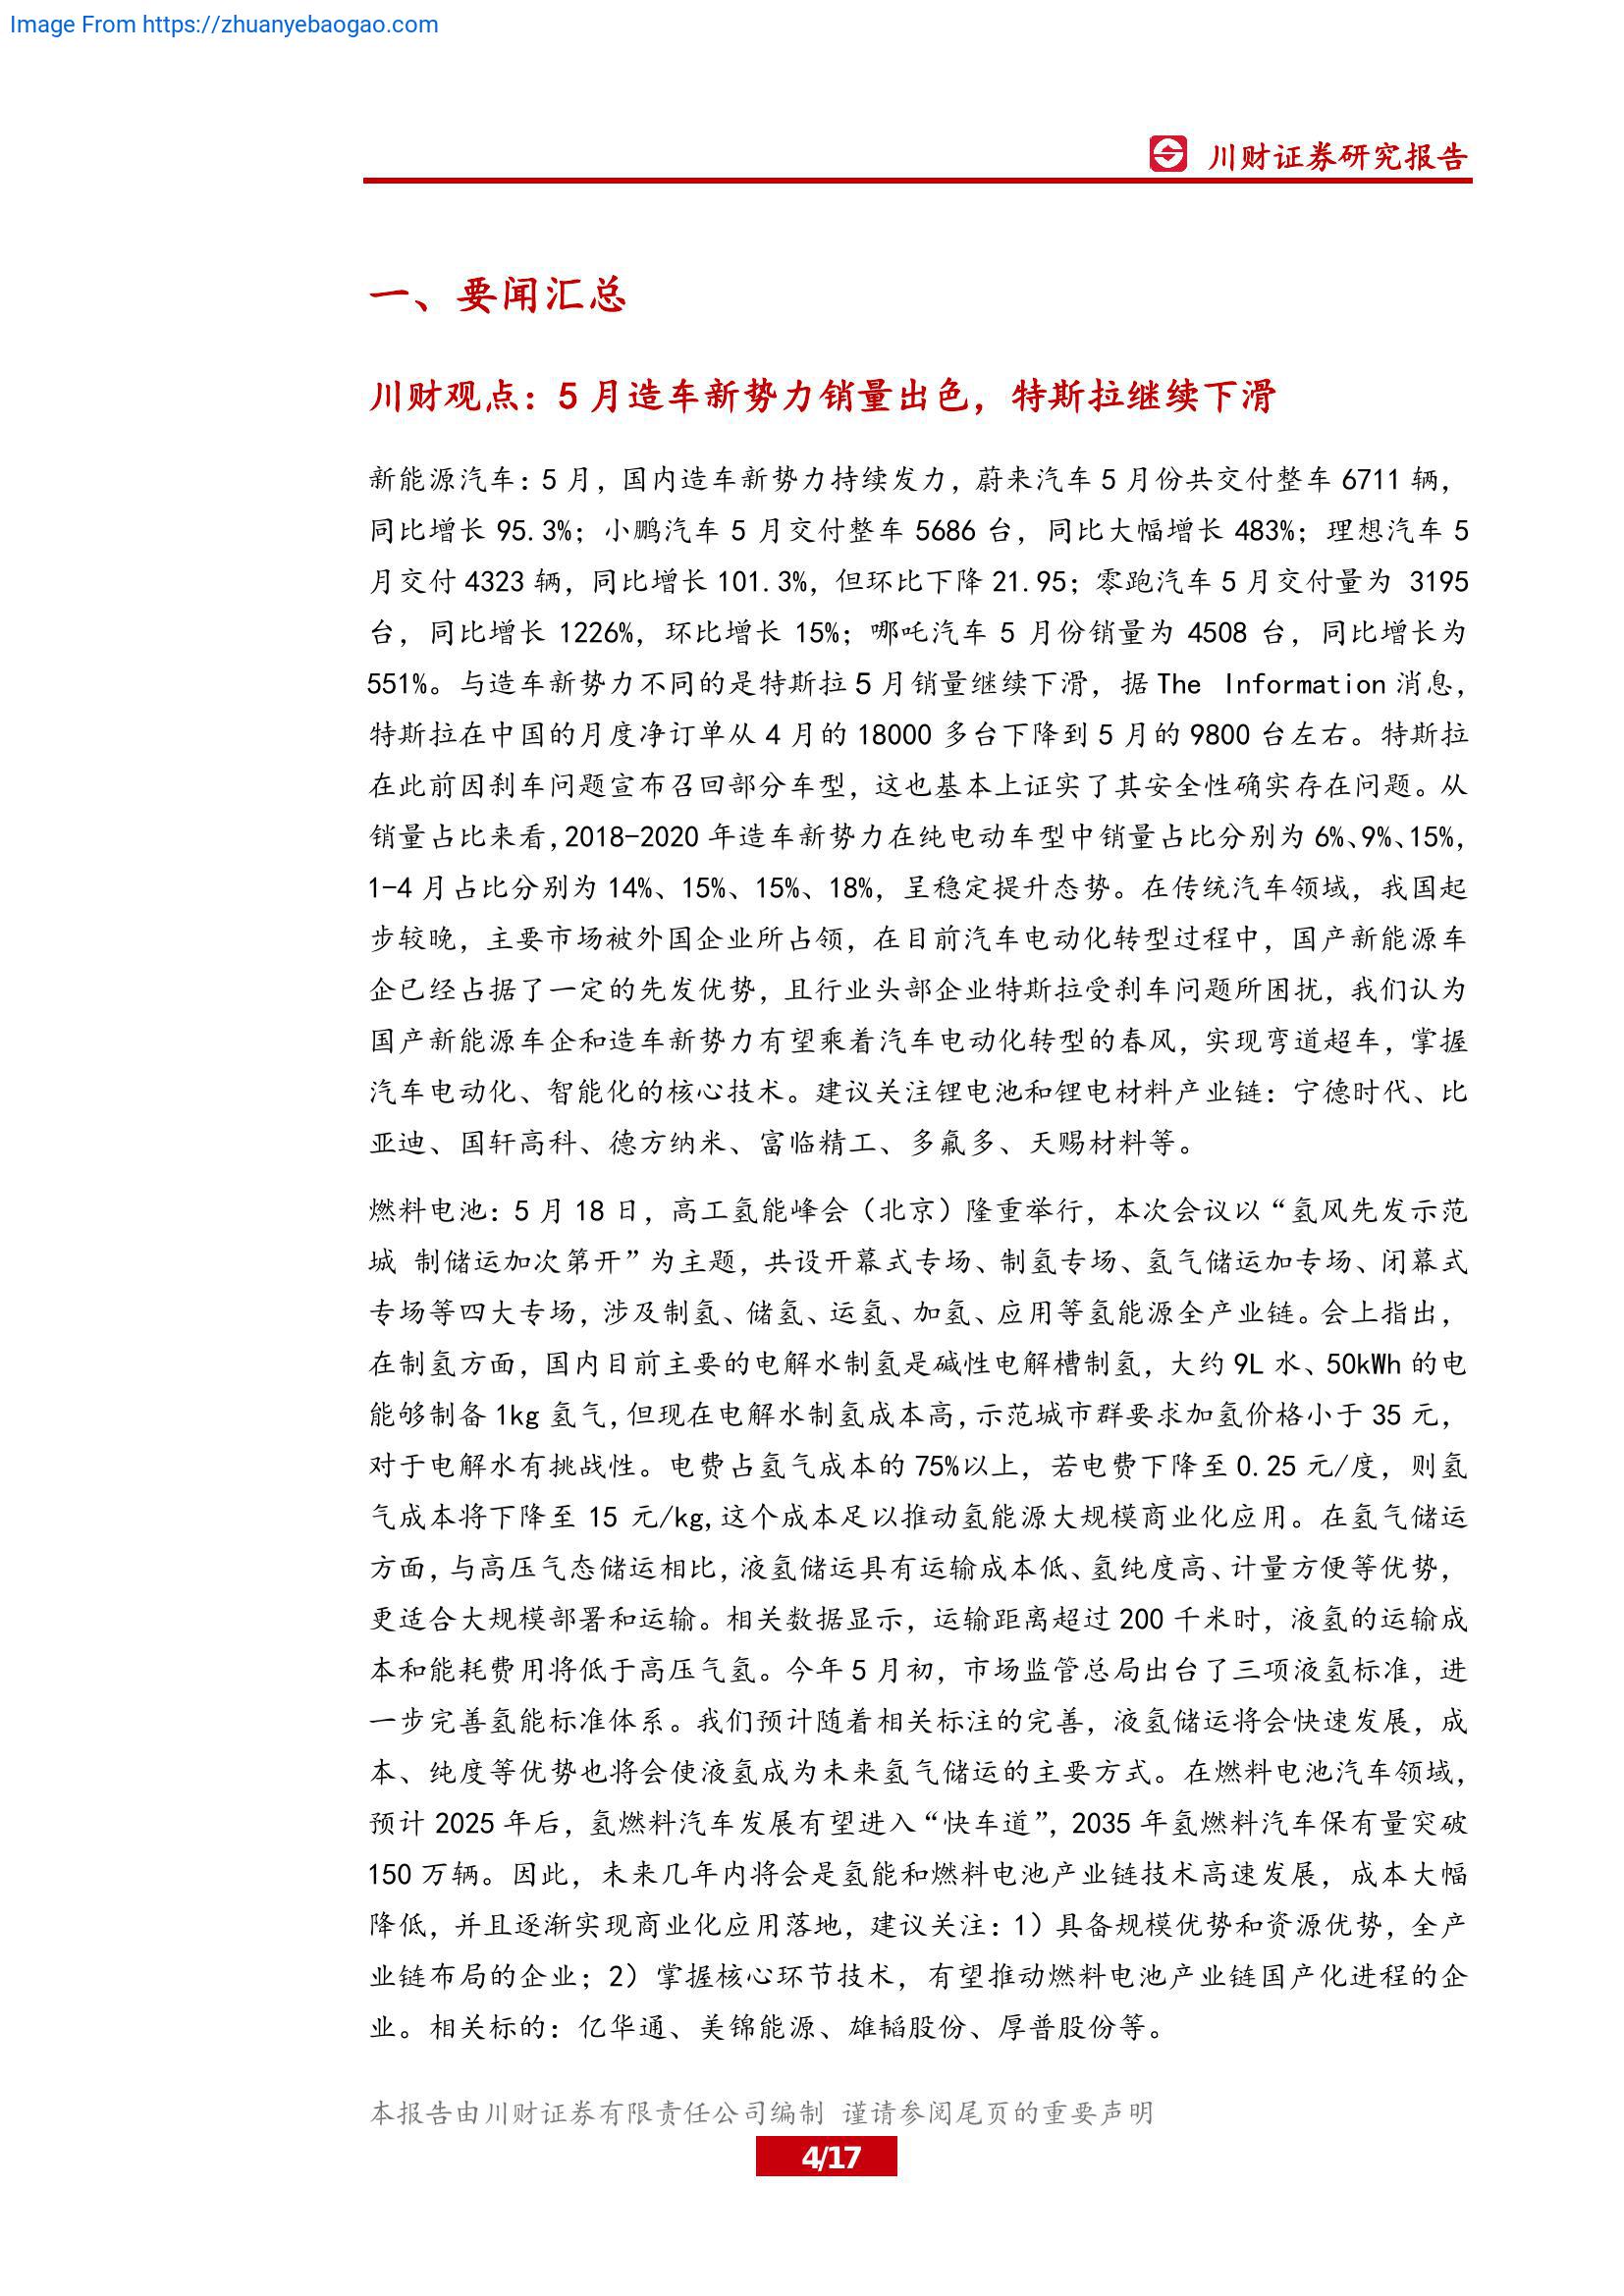 Image From https://zhuanyebaogao.com
川财证券研究报告
一、要闻汇总
川财观点：5 月造车新势力销量出色，特斯拉继续下滑
新能源汽车：5 月，国内造车新势力持续发力，蔚来汽车 5 月份共交付整车 6711 辆，
同比增长 95.3%；小鹏汽车 5 月交付整车 5686 台，同比大幅增长 483%；理想汽车 5
月交付 4323 辆，同比增长 101.3%，但环比下降 21.95；零跑汽车 5 月交付量为 3195
台，同比增长 1226%，环比增长 15%；哪吒汽车 5 月份销量为 4508 台，同比增长为
551%。与造车新势力不同的是特斯拉 5 月销量继续下滑，据 The Information 消息，
特斯拉在中国的月度净订单从 4 月的 18000 多台下降到 5 月的 9800 台左右。特斯拉
在此前因刹车问题宣布召回部分车型，这也基本上证实了其安全性确实存在问题。从
销量占比来看，2018-2020 年造车新势力在纯电动车型中销量占比分别为 6%、9%、15%，
1-4 月占比分别为 14%、15%、15%、18%，呈稳定提升态势。在传统汽车领域，我国起
步较晚，主要市场被外国企业所占领，在目前汽车电动化转型过程中，国产新能源车
企已经占据了一定的先发优势，且行业头部企业特斯拉受刹车问题所困扰，我们认为
国产新能源车企和造车新势力有望乘着汽车电动化转型的春风，实现弯道超车，掌握
汽车电动化、智能化的核心技术。建议关注锂电池和锂电材料产业链：宁德时代、比
亚迪、国轩高科、德方纳米、富临精工、多氟多、天赐材料等。
燃料电池：5 月 18 日，高工氢能峰会（北京）隆重举行，本次会议以“氢风先发示范
城 制储运加次第开”为主题，共设开幕式专场、制氢专场、氢气储运加专场、闭幕式
专场等四大专场，涉及制氢、储氢、运氢、加氢、应用等氢能源全产业链。会上指出，
在制氢方面，国内目前主要的电解水制氢是碱性电解槽制氢，大约 9L 水、50kWh 的电
能够制备 1kg 氢气，但现在电解水制氢成本高，示范城市群要求加氢价格小于 35 元，
对于电解水有挑战性。电费占氢气成本的 75%以上，若电费下降至 0.25 元/度，则氢
气成本将下降至 15 元/kg,这个成本足以推动氢能源大规模商业化应用。在氢气储运
方面，与高压气态储运相比，液氢储运具有运输成本低、氢纯度高、计量方便等优势，
更适合大规模部署和运输。相关数据显示，运输距离超过 200 千米时，液氢的运输成
本和能耗费用将低于高压气氢。今年 5 月初，市场监管总局出台了三项液氢标准，进
一步完善氢能标准体系。我们预计随着相关标注的完善，液氢储运将会快速发展，成
本、纯度等优势也将会使液氢成为未来氢气储运的主要方式。在燃料电池汽车领域，
预计 2025 年后，氢燃料汽车发展有望进入“快车道”，2035 年氢燃料汽车保有量突破
150 万辆。因此，未来几年内将会是氢能和燃料电池产业链技术高速发展，成本大幅
降低，并且逐渐实现商业化应用落地，建议关注：1）具备规模优势和资源优势，全产
业链布局的企业；2）掌握核心环节技术，有望推动燃料电池产业链国产化进程的企
业。相关标的：亿华通、美锦能源、雄韬股份、厚普股份等。
本报告由川财证券有限责任公司编制 谨请参阅尾页的重要声明
4/17